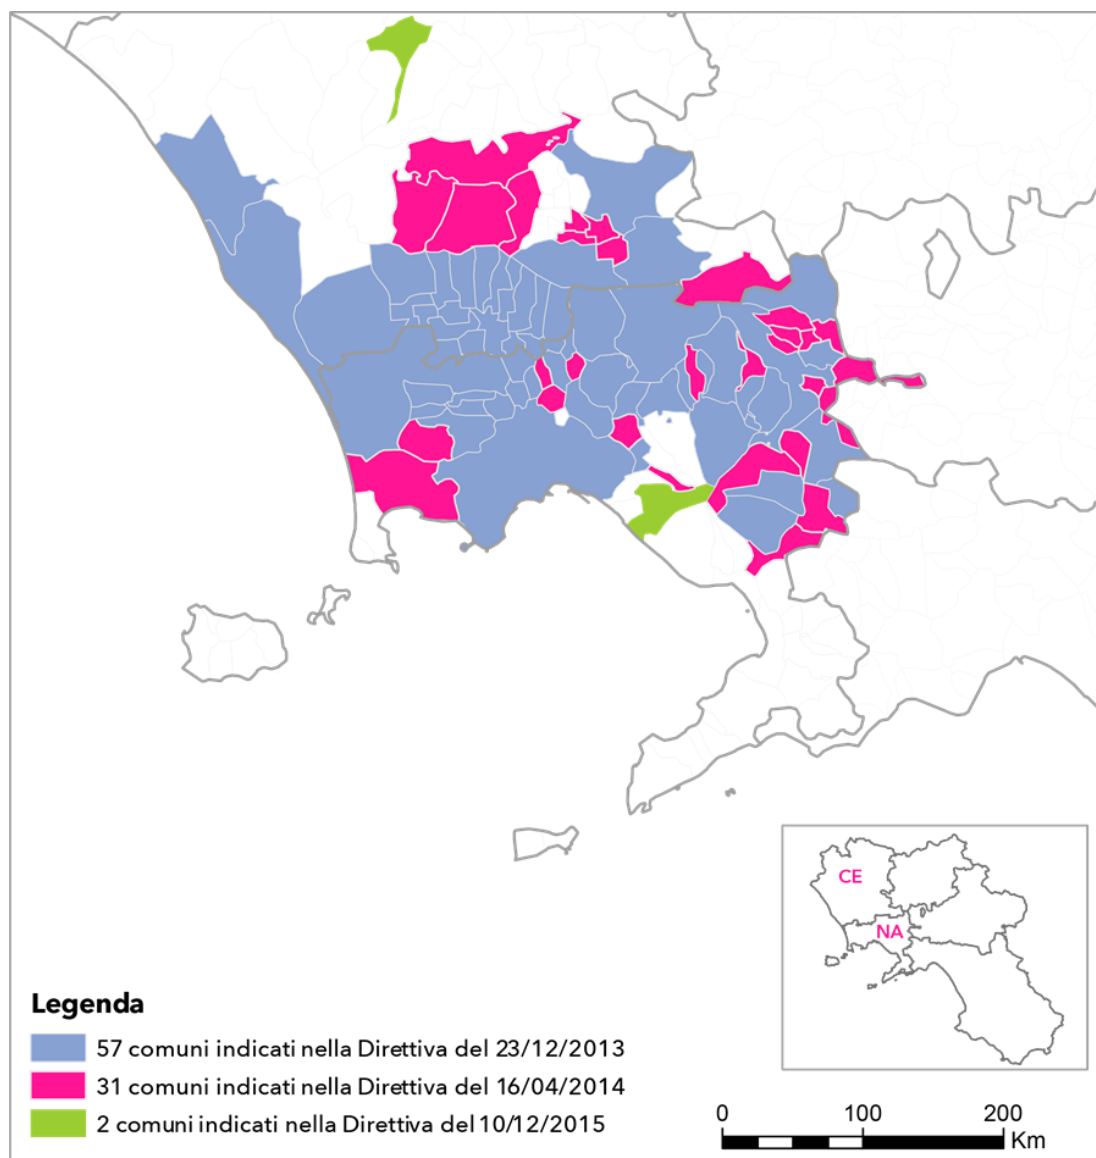 CE
NA
Legenda
57 comuni indicati nella Direttiva del 23/12/2013
31 comuni indicati nella Direttiva del 16/04/2014
2 comuni indicati nella Direttiva del 10/12/2015
0 100 200
Km